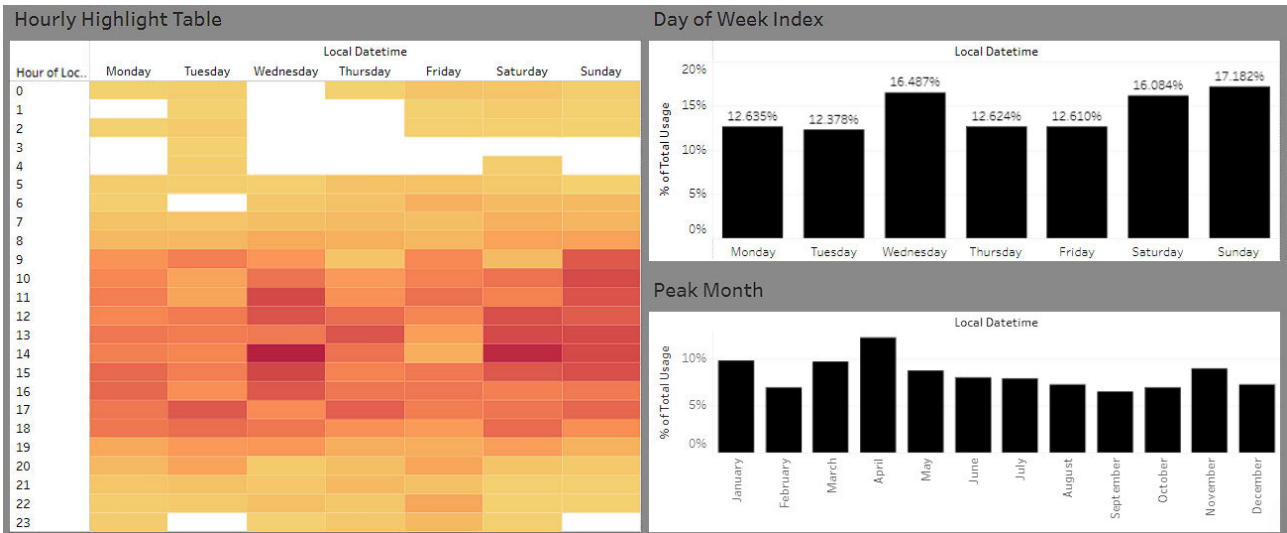 Hourly Highlight Table
Local Datetime
Hour of Loc.. Monday Tuesday Wednesday Thursday Friday Saturday Sunday
0
1
2
3
4
5
6
7
8
9
10
11
12
13
14
15
16
17
18
19
20
21
22
23
Day of Week Index
Local Datetime
% of Total Usage
20%
15%
10%
5%
0%
12.635% 12.378% 16.487% 12.624% 12.610% 16.084% 17.182%
Monday Tuesday Wednesday Thursday Friday Saturday Sunday
Peak Month
Local Datetime
% of Total Usage
10%
5%
0%
January February March April May June July August September October November December